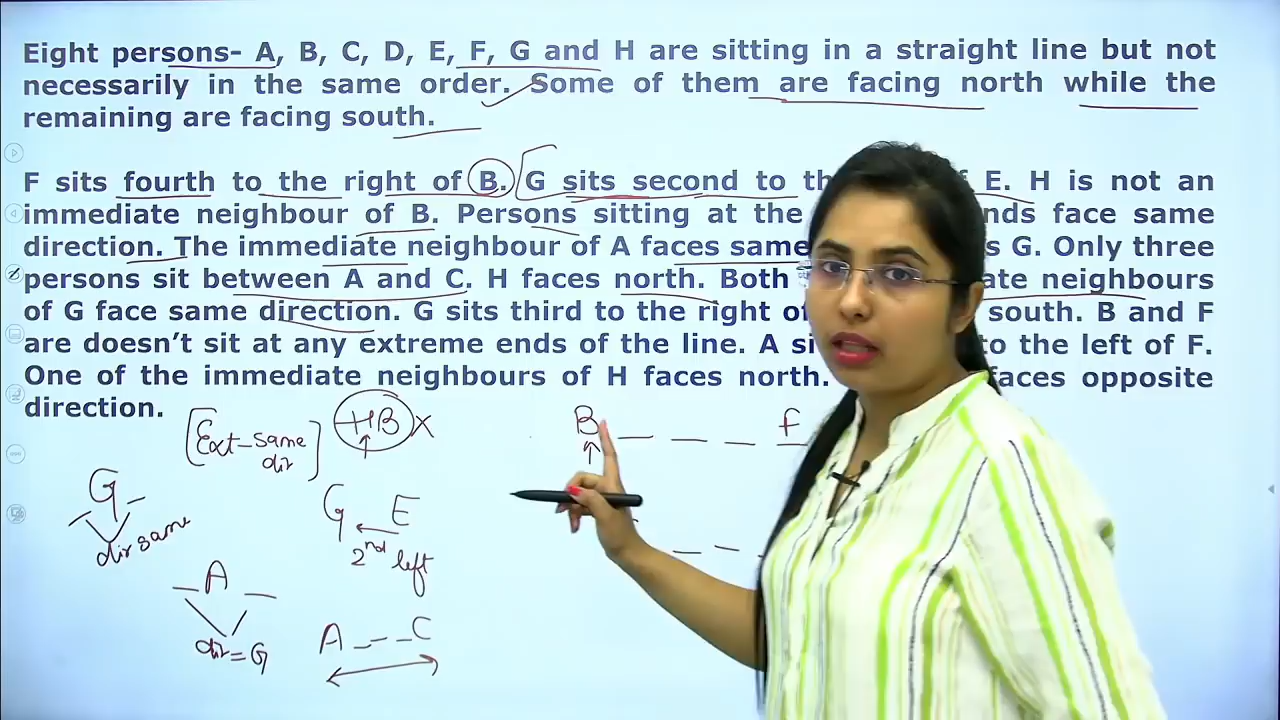 Eight persons- A, B, C, D, E, F, G and H are sitting in a straight line but not
necessarily in the same order. Some of them are facing north while the
remaining are facing south.
F sits fourth to the right of B. G sits second to th of E. H is not an
immediate neighbour of B. Persons sitting at the nds face same
direction. The immediate neighbour of A faces same s G. Only three
persons sit between A and C. H faces north. Both ate neighbours
of G face same direction. G sits third to the right of south. B and F
are doesn't sit at any extreme ends of the line. A si to the left of F.
One of the immediate neighbours of H faces north. faces opposite
direction.
[Ext-same dir] HB X
B _ _ _ F
G _ dir same
G E
2nd left
_ A _
dir = G
A _ _ _ C